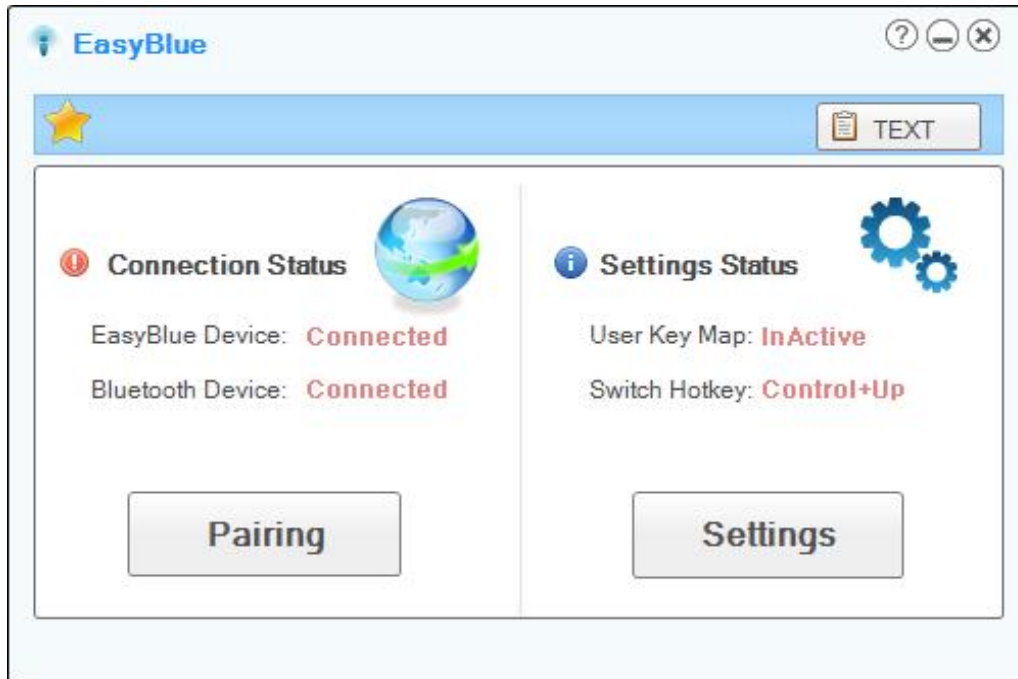 EasyBlue
TEXT
Connection Status
EasyBlue Device: Connected
Bluetooth Device: Connected
Pairing
Settings Status
User Key Map: InActive
Switch Hotkey: Control+Up
Settings